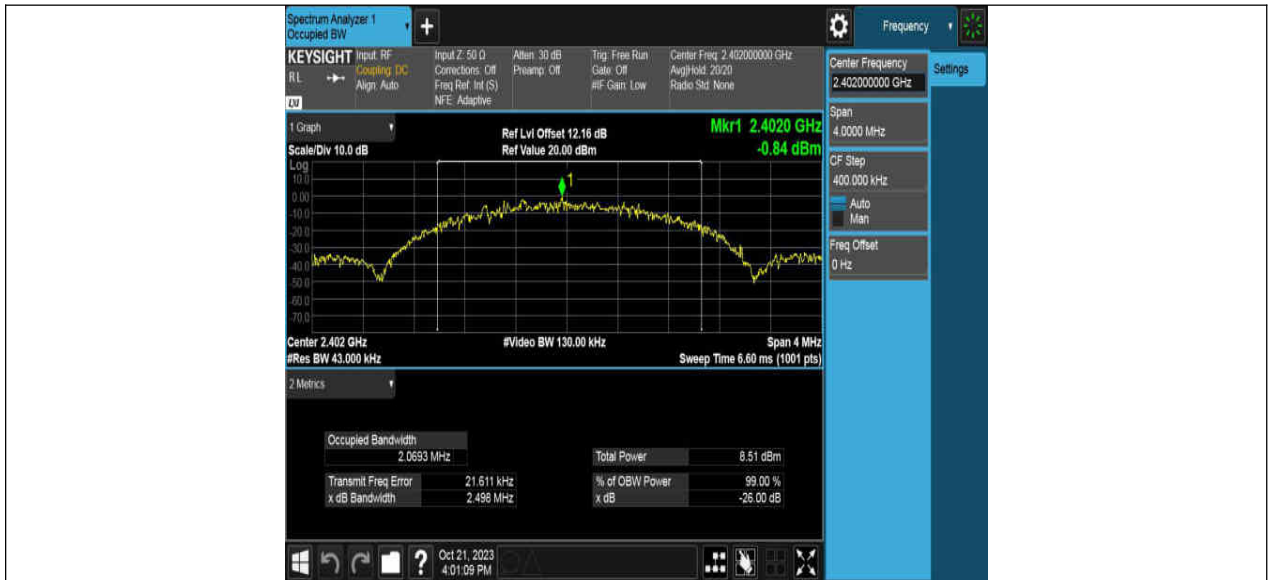 Spectrum Analyzer 1
Occupied BW
+
Frequency
KEYSIGHT
RL
LW
Input: RF
Coupling: DC
Align: Auto
Input Z: 50 Ω
Corrections: Off
Freq Ref: Int (S)
NFE: Adaptive
Atten: 30 dB
Preamp: Off
Trig: Free Run
Gate: Off
#IF Gain: Low
Center Freq: 2.402000000 GHz
Avg|Hold: 20/20
Radio Std: None
Center Frequency
2.402000000 GHz
Settings
Span
4.0000 MHz
CF Step
400.000 kHz
Auto
Man
Freq Offset
0 Hz
1 Graph
Scale/Div 10.0 dB
Ref Lvl Offset 12.16 dB
Ref Value 20.00 dBm
Mkr1 2.4020 GHz
-0.84 dBm
Log
10.0
0.00
-10.0
-20.0
-30.0
-40.0
-50.0
-60.0
-70.0
1
Center 2.402 GHz
#Video BW 130.00 kHz
Span 4 MHz
#Res BW 43.000 kHz
Sweep Time 6.60 ms (1001 pts)
2 Metrics
Occupied Bandwidth
2.0693 MHz
Total Power 8.51 dBm
Transmit Freq Error 21.611 kHz
% of OBW Power 99.00 %
x dB Bandwidth 2.498 MHz
x dB -26.00 dB
?
Oct 21, 2023
4:01:09 PM